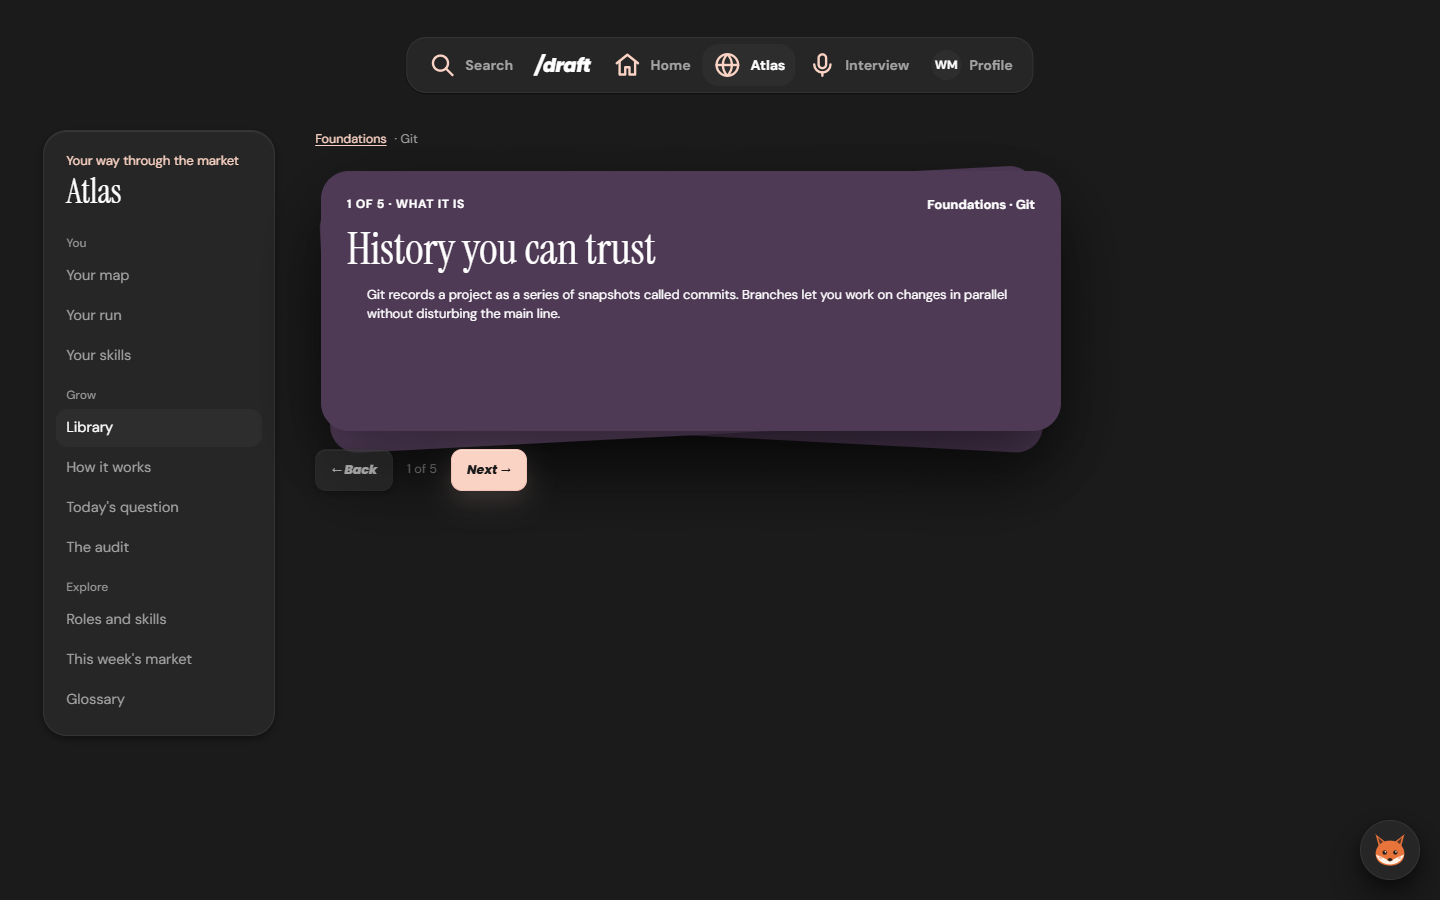 Search
/draft
Home
Atlas
Interview
WM
Profile
Your way through the market
Atlas
You
Your map
Your run
Your skills
Grow
Library
How it works
Today's question
The audit
Explore
Roles and skills
This week's market
Glossary
Foundations · Git
1 OF 5 · WHAT IT IS
Foundations · Git
History you can trust
Git records a project as a series of snapshots called commits. Branches let you work on changes in parallel
without disturbing the main line.
←Back
1 of 5
Next→